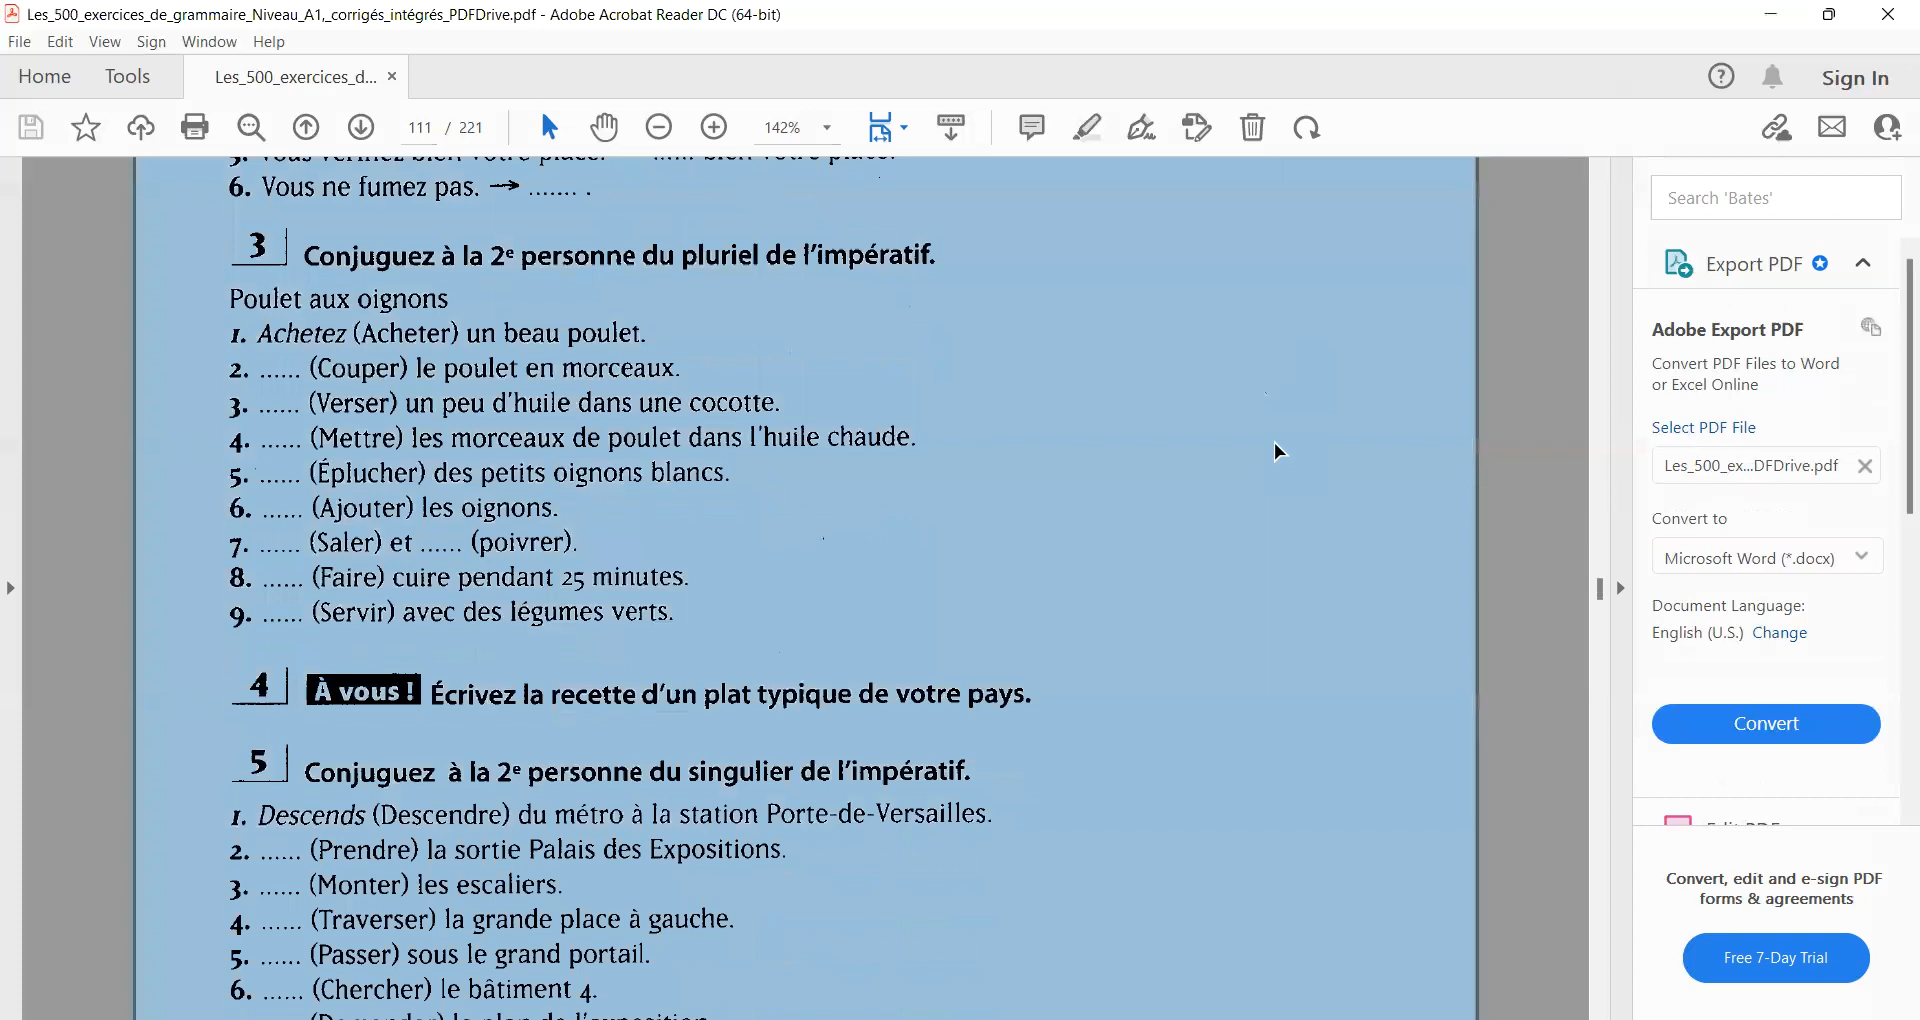 Les_500_exercices_de_grammaire_Niveau_A1,_corrigés_intégrés_PDFDrive.pdf - Adobe Acrobat Reader DC (64-bit)
File Edit View Sign Window Help
Home Tools Les_500_exercices_d... × Sign In
111 / 221 142%
6. Vous ne fumez pas. → ....... .
3 Conjuguez à la 2e personne du pluriel de l'impératif.
Poulet aux oignons
1. Achetez (Acheter) un beau poulet.
2. ...... (Couper) le poulet en morceaux.
3. ...... (Verser) un peu d'huile dans une cocotte.
4. ...... (Mettre) les morceaux de poulet dans l'huile chaude.
5. ...... (Éplucher) des petits oignons blancs.
6. ...... (Ajouter) les oignons.
7. ...... (Saler) et ...... (poivrer).
8. ...... (Faire) cuire pendant 25 minutes.
9. ...... (Servir) avec des légumes verts.
4 À vous ! Écrivez la recette d'un plat typique de votre pays.
5 Conjuguez à la 2e personne du singulier de l'impératif.
1. Descends (Descendre) du métro à la station Porte-de-Versailles.
2. ...... (Prendre) la sortie Palais des Expositions.
3. ...... (Monter) les escaliers.
4. ...... (Traverser) la grande place à gauche.
5. ...... (Passer) sous le grand portail.
6. ...... (Chercher) le bâtiment 4.
Search 'Bates'
Export PDF
Adobe Export PDF
Convert PDF Files to Word
or Excel Online
Select PDF File
Les_500_ex...DFDrive.pdf
Convert to
Microsoft Word (*.docx)
Document Language:
English (U.S.) Change
Convert
Convert, edit and e-sign PDF
forms & agreements
Free 7-Day Trial